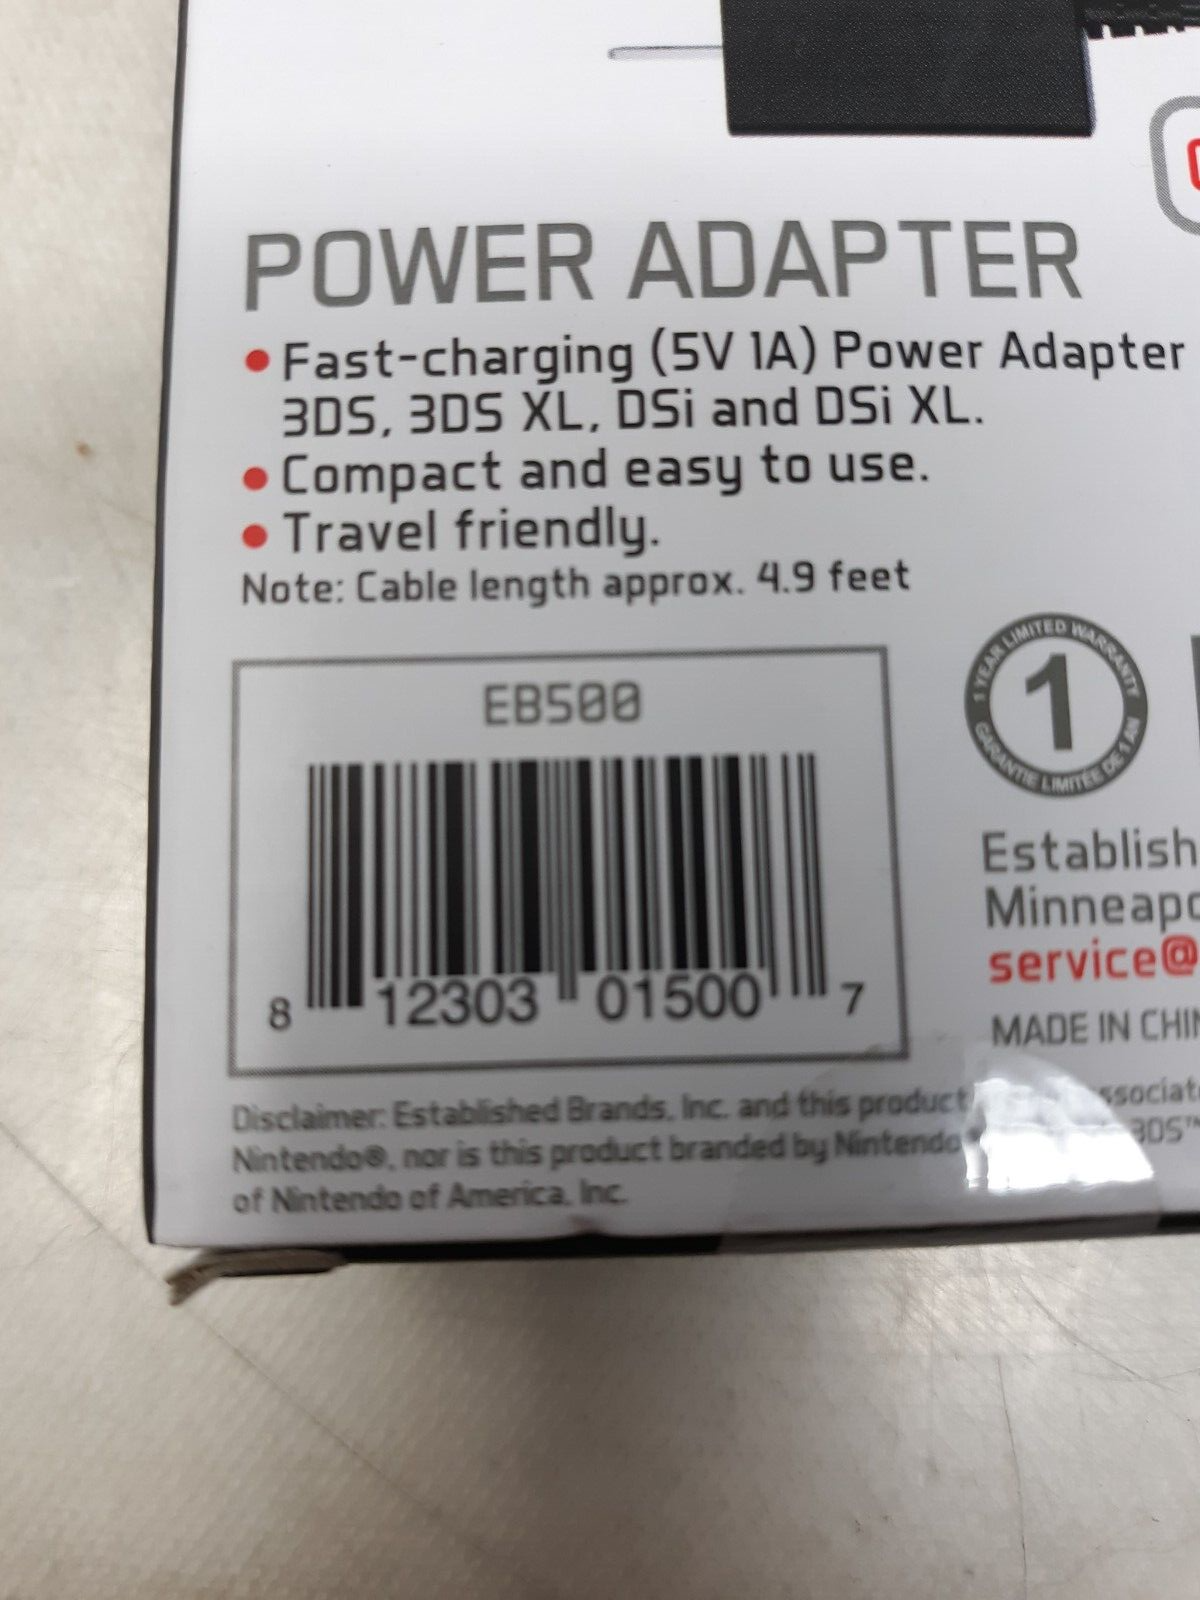 POWER ADAPTER
• Fast-charging (5V 1A) Power Adapter
3DS, 3DS XL, DSi and DSi XL.
• Compact and easy to use.
• Travel friendly.
Note: Cable length approx. 4.9 feet
EB500
8 12303 01500 7
1 YEAR LIMITED WARRANTY
1
GARANTIE LIMITÉE DE 1 AN
Establish
Minneapo
service@
MADE IN CHIN
Disclaimer: Established Brands, Inc. and this product ssociate
Nintendo®, nor is this product branded by Nintendo 3DS™
of Nintendo of America, Inc.